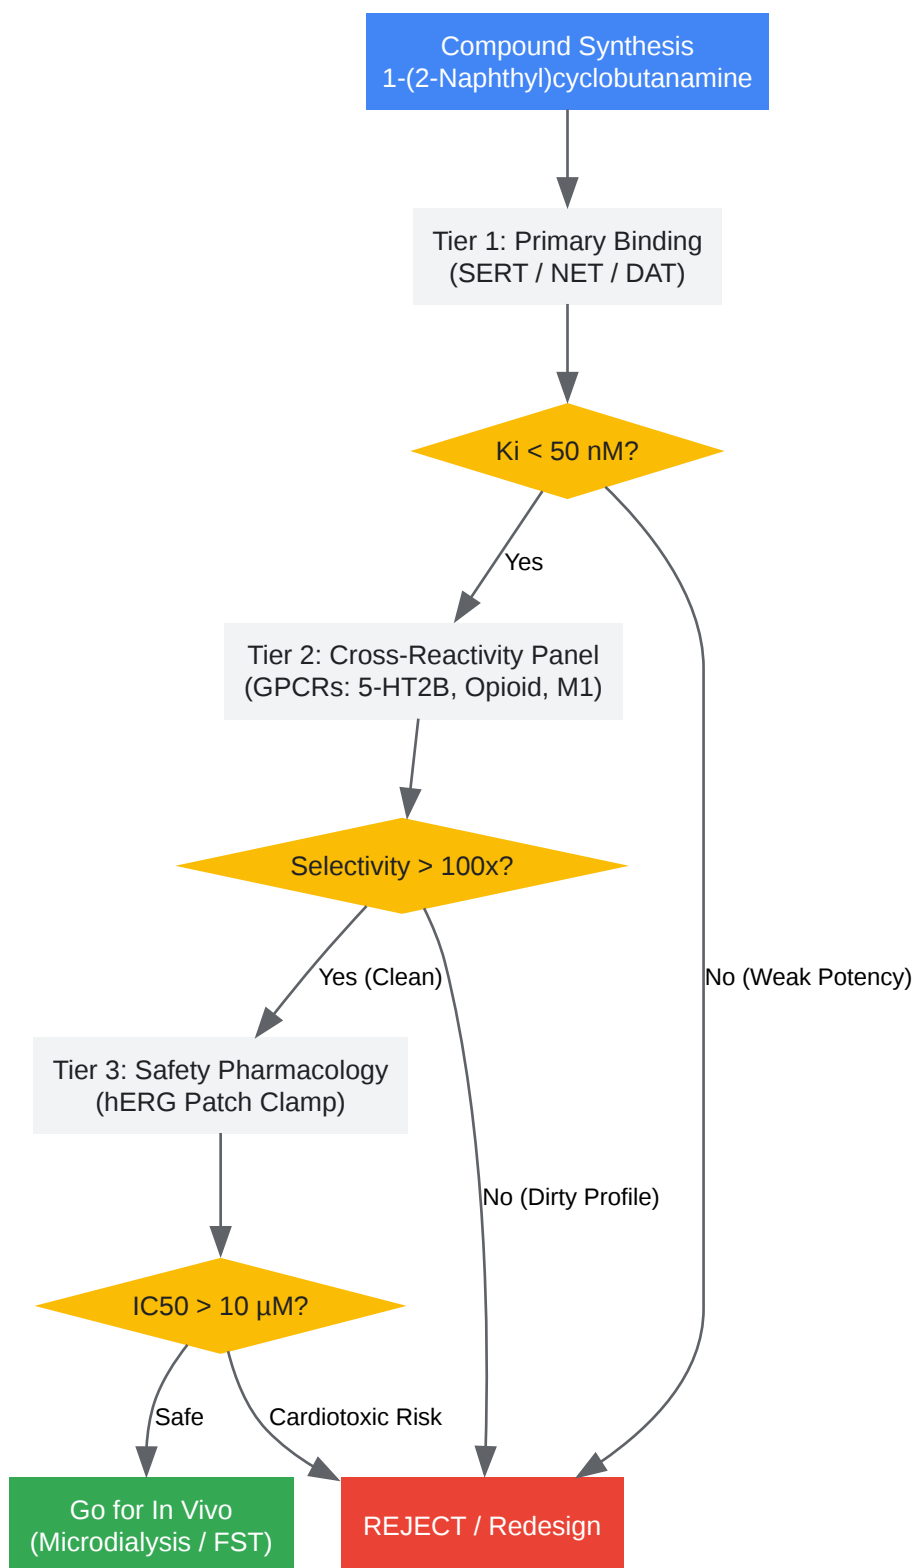 Compound Synthesis
1-(2-Naphthyl)cyclobutanamine
Tier 1: Primary Binding
(SERT / NET / DAT)
Ki < 50 nM?
Yes
Tier 2: Cross-Reactivity Panel
(GPCRs: 5-HT2B, Opioid, M1)
Selectivity > 100x?
Yes (Clean)
No (Weak Potency)
Tier 3: Safety Pharmacology
(hERG Patch Clamp)
No (Dirty Profile)
IC50 > 10 µM?
Safe
Cardiotoxic Risk
Go for In Vivo
(Microdialysis / FST)
REJECT / Redesign